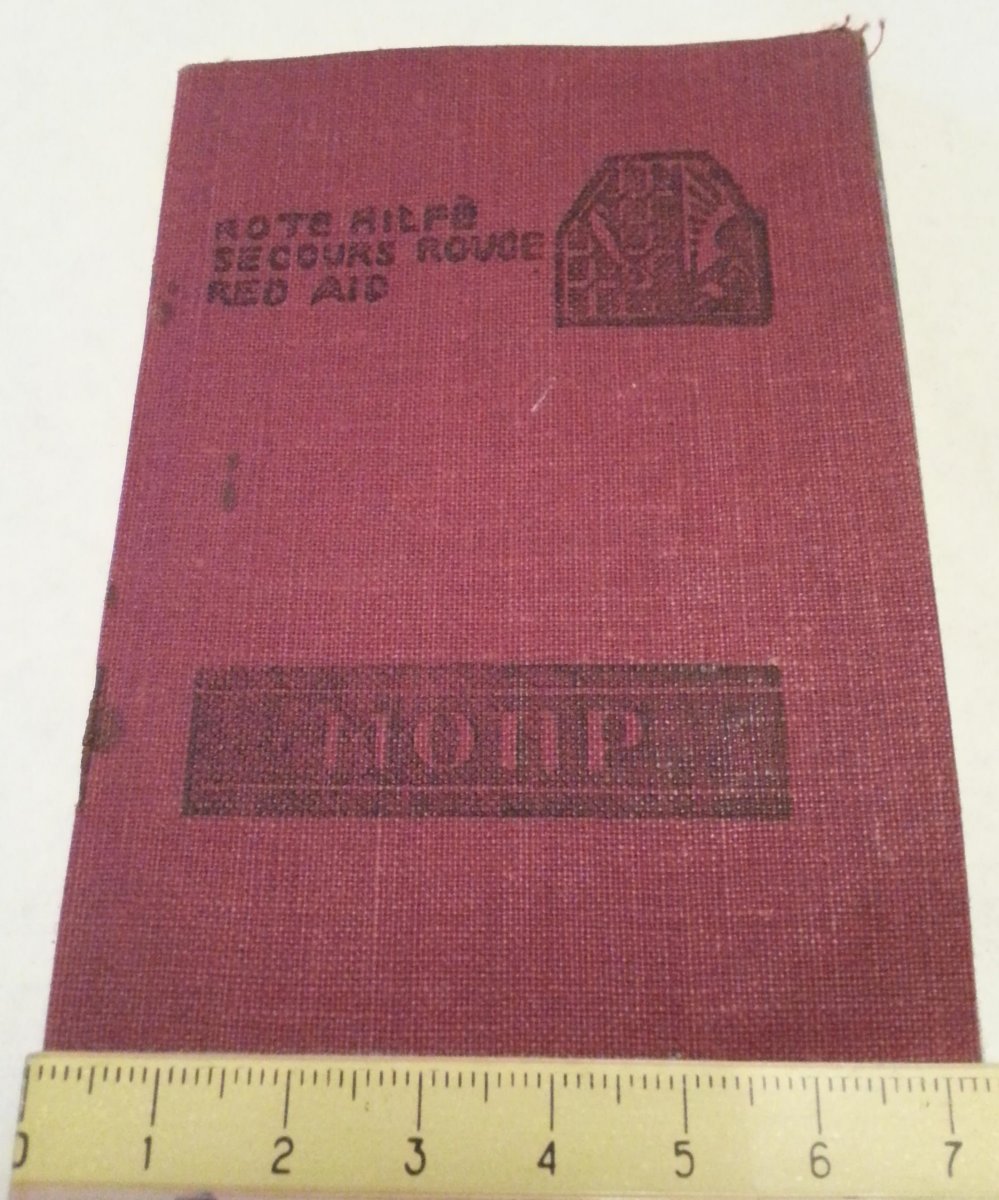 ROTE HILFE
SECOURS ROUGE
RED AID
МОПР
0 1 2 3 4 5 6 7